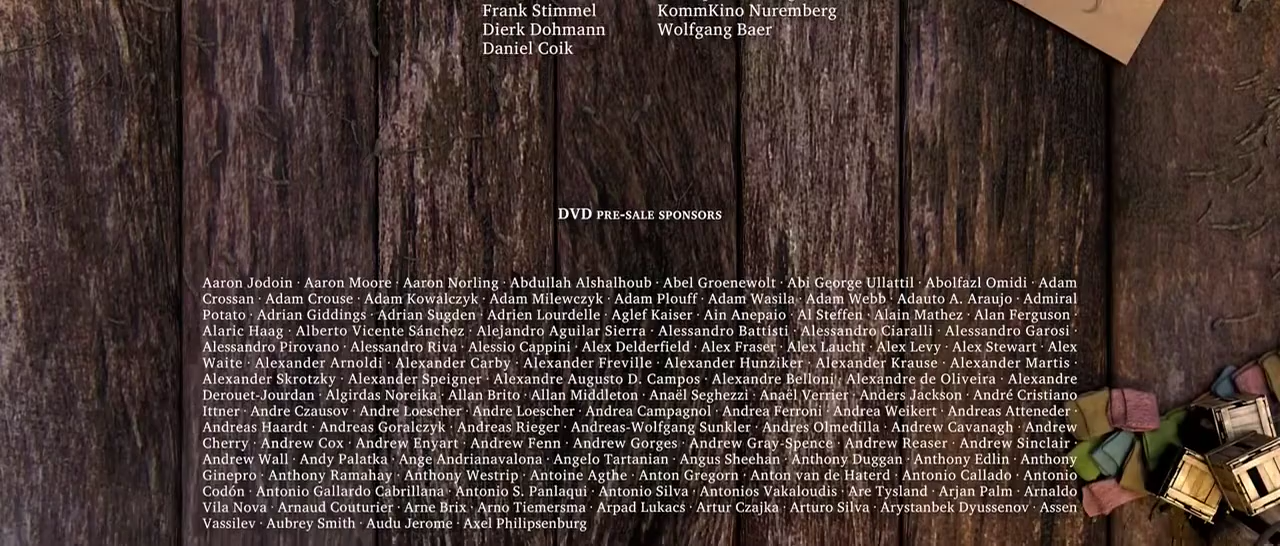 Frank Stimmel KommKino Nuremberg
Dierk Dohmann Wolfgang Baer
Daniel Coik
DVD PRE-SALE SPONSORS
Aaron Jodoin · Aaron Moore · Aaron Norling · Abdullah Alshalhoub · Abel Groenewolt · Abi George Ullattil · Abolfazl Omidi · Adam
Crossan · Adam Crouse · Adam Kowalczyk · Adam Milewczyk · Adam Plouff · Adam Wasila · Adam Webb · Adauto A. Araujo · Admiral
Potato · Adrian Giddings · Adrian Sugden · Adrien Lourdelle · Aglef Kaiser · Ain Anepaio · Al Steffen · Alain Mathez · Alan Ferguson ·
Alaric Haag · Alberto Vicente Sánchez · Alejandro Aguilar Sierra · Alessandro Battisti · Alessandro Ciaralli · Alessandro Garosi ·
Alessandro Pirovano · Alessandro Riva · Alessio Cappini · Alex Delderfield · Alex Fraser · Alex Laucht · Alex Levy · Alex Stewart · Alex
Waite · Alexander Arnoldi · Alexander Carby · Alexander Freville · Alexander Hunziker · Alexander Krause · Alexander Martis ·
Alexander Skrotzky · Alexander Speigner · Alexandre Augusto D. Campos · Alexandre Belloni · Alexandre de Oliveira · Alexandre
Derouet-Jourdan · Algirdas Noreika · Allan Brito · Allan Middleton · Anaël Seghezzi · Anaël Verrier · Anders Jackson · André Cristiano
Ittner · Andre Czausov · Andre Loescher · Andre Loescher · Andrea Campagnol · Andrea Ferroni · Andrea Weikert · Andreas Atteneder ·
Andreas Haardt · Andreas Goralczyk · Andreas Rieger · Andreas-Wolfgang Sunkler · Andres Olmedilla · Andrew Cavanagh · Andrew
Cherry · Andrew Cox · Andrew Enyart · Andrew Fenn · Andrew Gorges · Andrew Gray-Spence · Andrew Reaser · Andrew Sinclair ·
Andrew Wall · Andy Palatka · Ange Andrianavalona · Angelo Tartanian · Angus Sheehan · Anthony Duggan · Anthony Edlin · Anthony
Ginepro · Anthony Ramahay · Anthony Westrip · Antoine Agthe · Anton Gregorn · Anton van de Haterd · Antonio Callado · Antonio
Codón · Antonio Gallardo Cabrillana · Antonio S. Panlaqui · Antonio Silva · Antonios Vakaloudis · Are Tysland · Arjan Palm · Arnaldo
Vila Nova · Arnaud Couturier · Arne Brix · Arno Tiemersma · Arpad Lukacs · Artur Czajka · Arturo Silva · Arystanbek Dyussenov · Assen
Vassilev · Aubrey Smith · Audu Jerome · Axel Philipsenburg